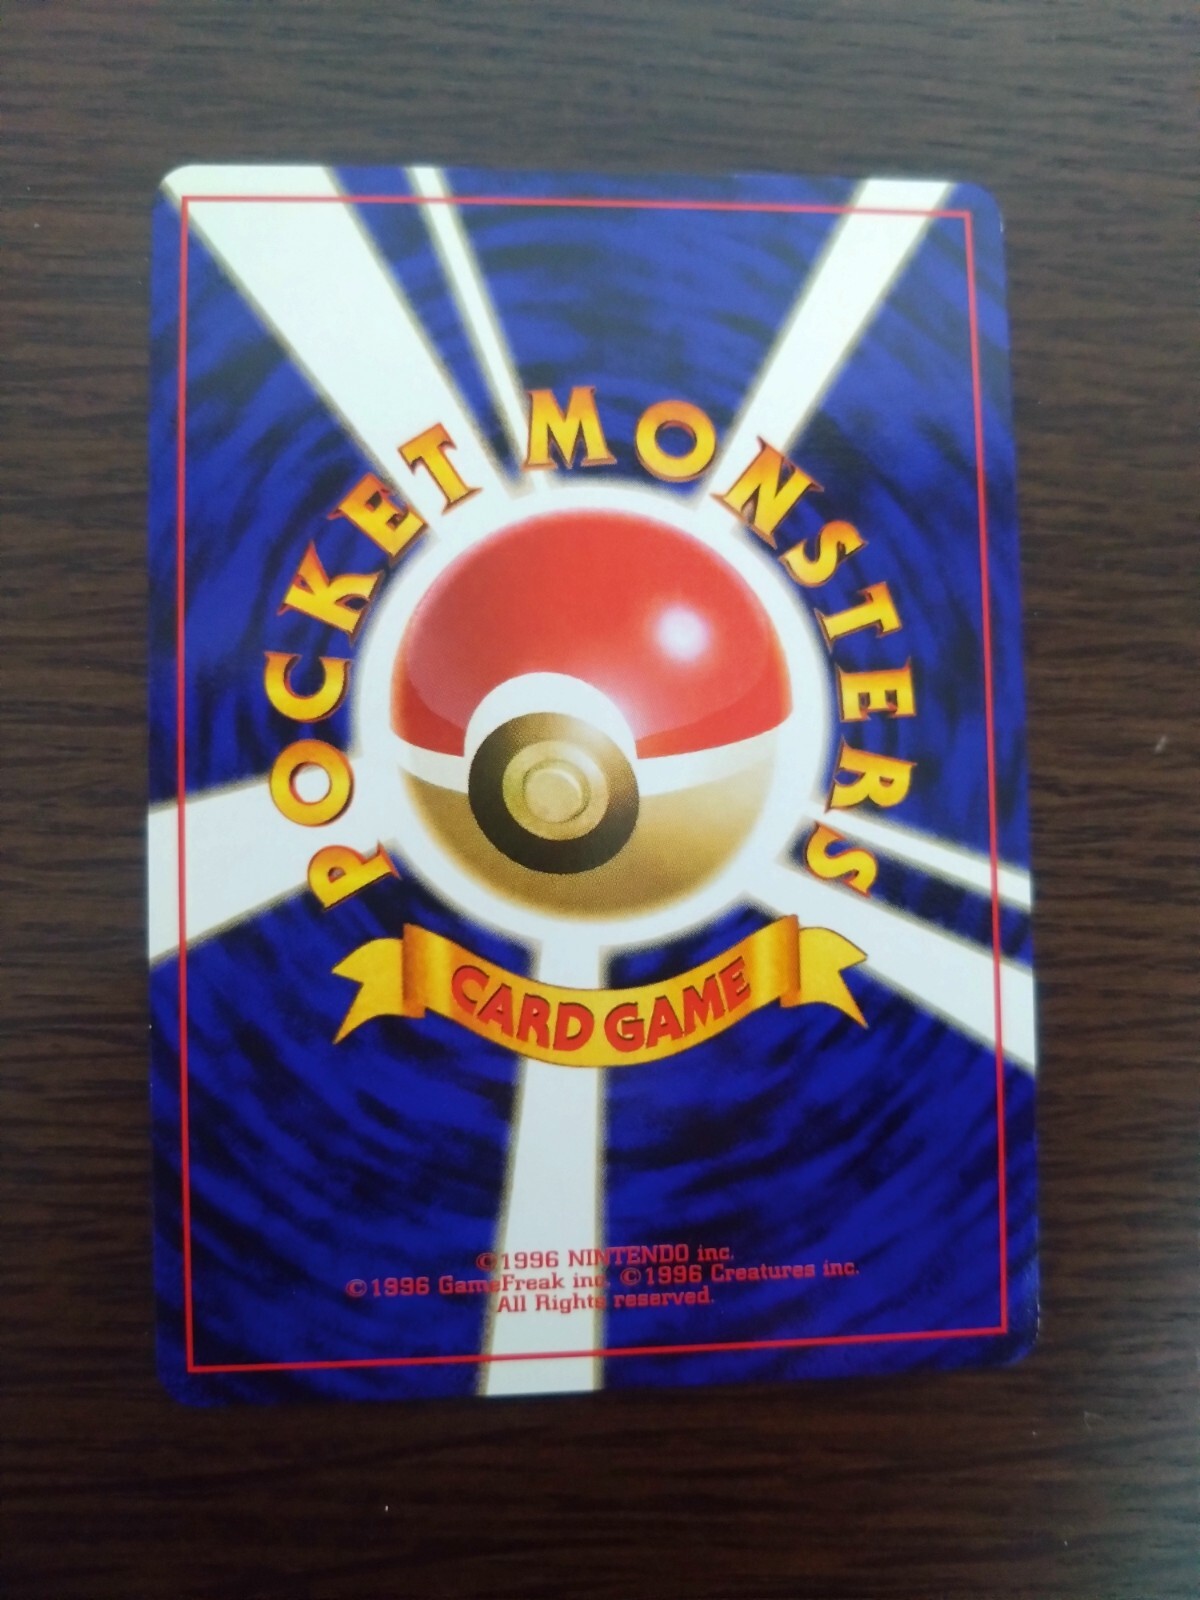 POCKET MONSTERS
CARD GAME
©1996 NINTENDO inc.
©1996 GameFreak inc. ©1996 Creatures inc.
All Rights reserved.